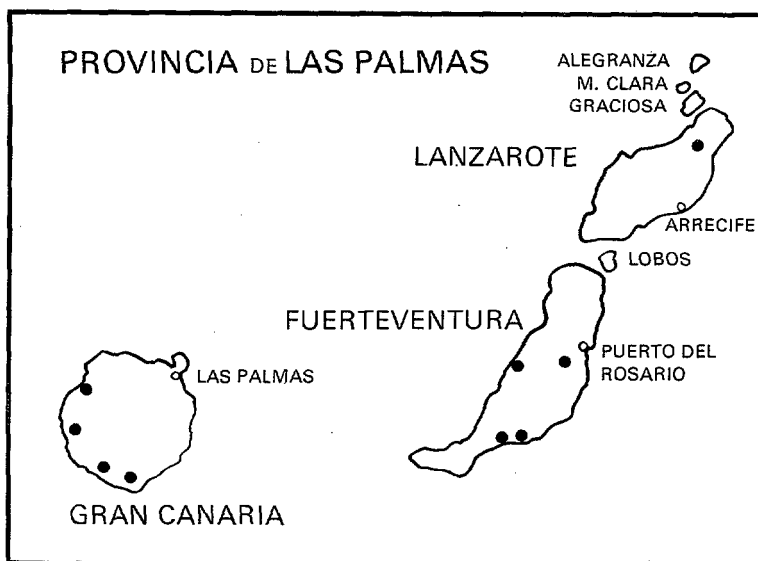 PROVINCIA DE LAS PALMAS
ALEGRANZA
M. CLARA
GRACIOSA
LANZAROTE
ARRECIFE
LOBOS
FUERTEVENTURA
PUERTO DEL
ROSARIO
LAS PALMAS
GRAN CANARIA